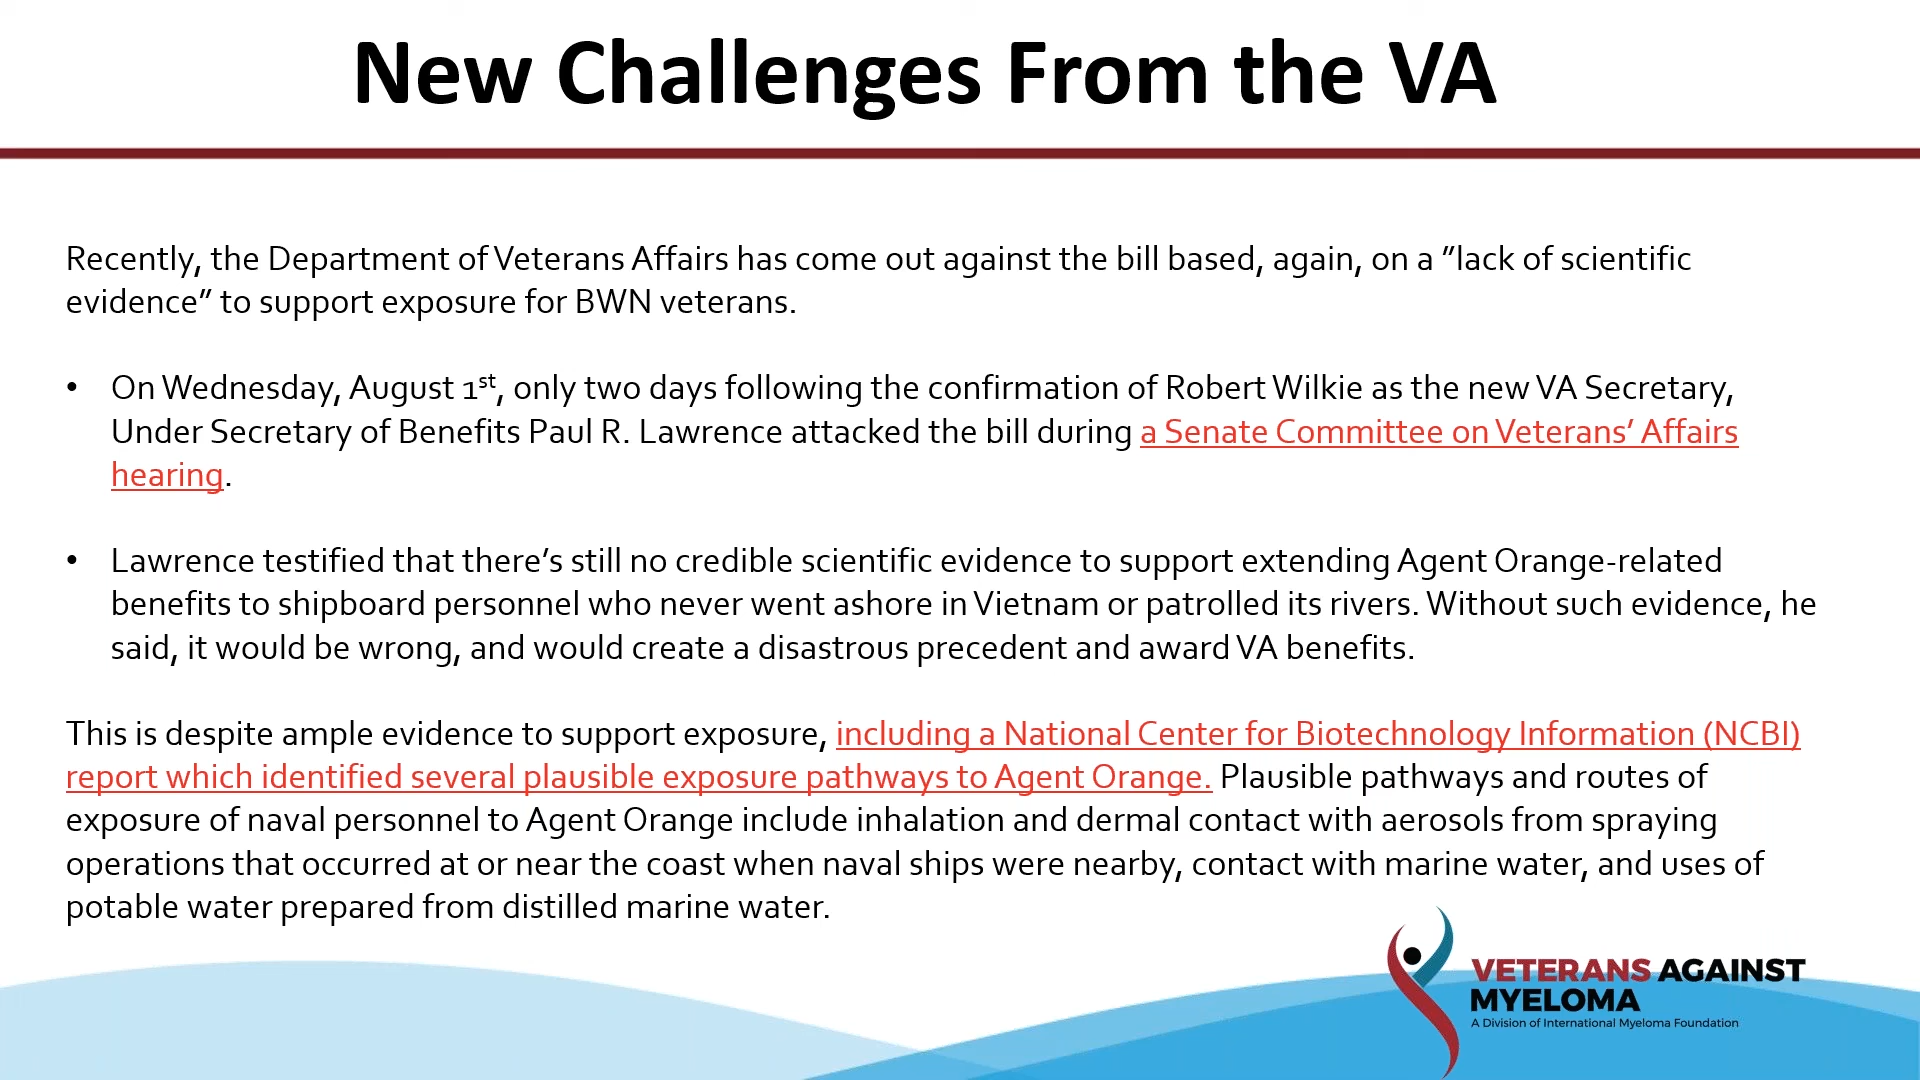 New Challenges From the VA
Recently, the Department of Veterans Affairs has come out against the bill based, again, on a ”lack of scientific
evidence” to support exposure for BWN veterans.
• On Wednesday, August 1st, only two days following the confirmation of Robert Wilkie as the new VA Secretary,
Under Secretary of Benefits Paul R. Lawrence attacked the bill during a Senate Committee on Veterans’ Affairs
hearing.
• Lawrence testified that there’s still no credible scientific evidence to support extending Agent Orange-related
benefits to shipboard personnel who never went ashore in Vietnam or patrolled its rivers. Without such evidence, he
said, it would be wrong, and would create a disastrous precedent and award VA benefits.
This is despite ample evidence to support exposure, including a National Center for Biotechnology Information (NCBI)
report which identified several plausible exposure pathways to Agent Orange. Plausible pathways and routes of
exposure of naval personnel to Agent Orange include inhalation and dermal contact with aerosols from spraying
operations that occurred at or near the coast when naval ships were nearby, contact with marine water, and uses of
potable water prepared from distilled marine water.
VETERANS AGAINST
MYELOMA
A Division of International Myeloma Foundation